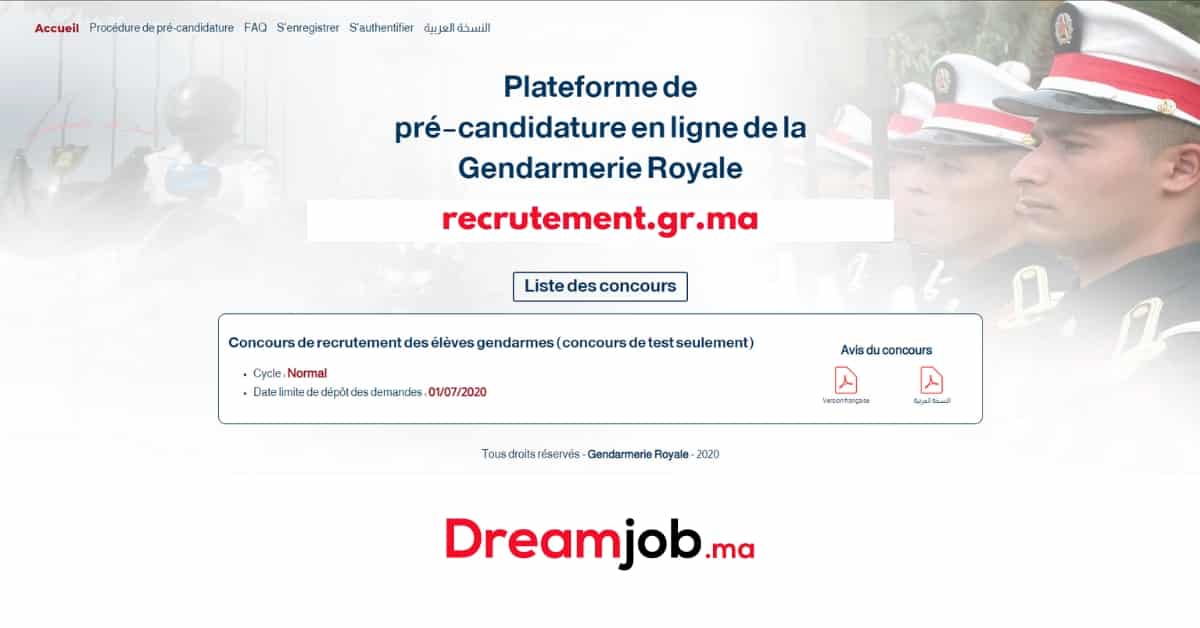 Accueil Procédure de pré-candidature FAQ S'enregistrer S'authentifier النسخة العربية
Plateforme de
pré-candidature en ligne de la
Gendarmerie Royale
recrutement.gr.ma
Liste des concours
Concours de recrutement des élèves gendarmes (concours de test seulement)
• Cycle : Normal
• Date limite de dépôt des demandes : 01/07/2020
Avis du concours
Version française النسخة العربية
Tous droits réservés - Gendarmerie Royale - 2020
Dreamjob.ma